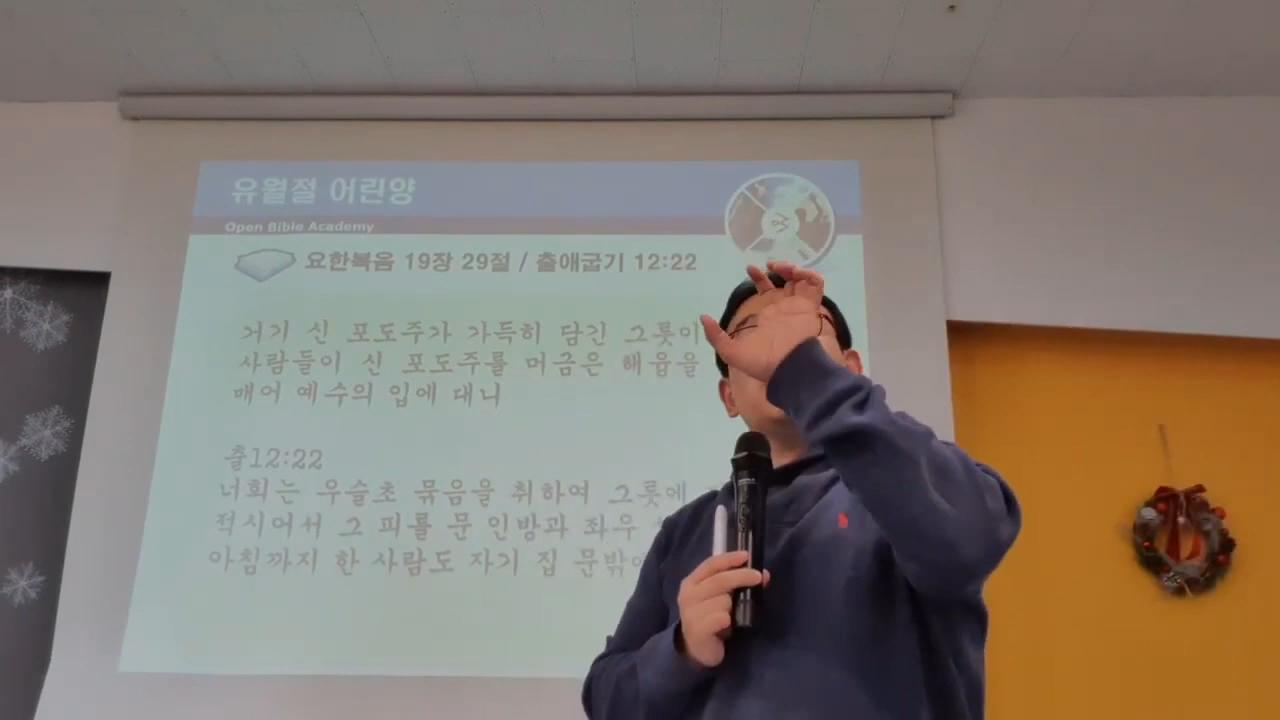 유월절 어린양
Open Bible Academy
요한복음 19장 29절 / 출애굽기 12:22
거기 신 포도주가 가득히 담긴 그릇이
사람들이 신 포도주를 머금은 해융을
매어 예수의 입에 대니
출12:22
너희는 우슬초 묶음을 취하여 그릇에
적시어서 그 피를 문 인방과 좌우
아침까지 한 사람도 자기 집 문밖에